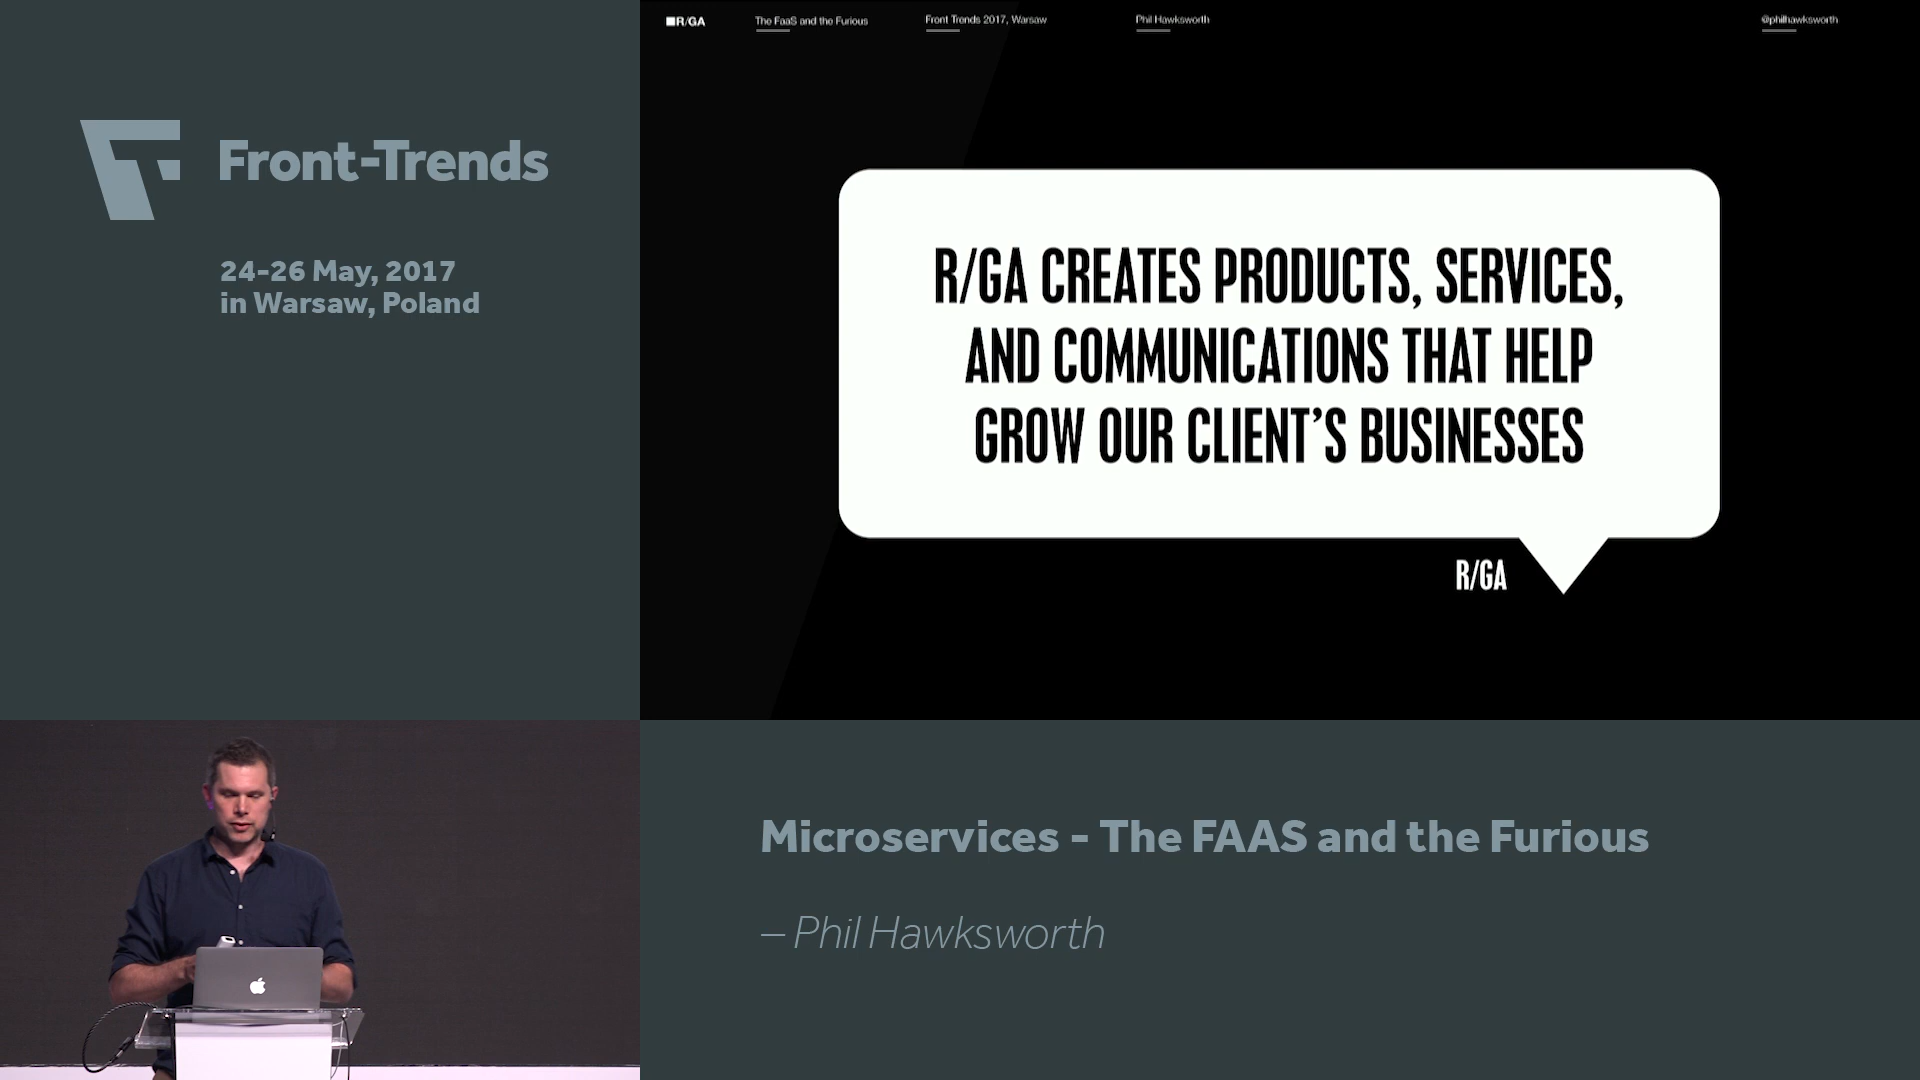 Front-Trends
24-26 May, 2017
in Warsaw, Poland
R/GA
The FaaS and the Furious
Front Trends 2017, Warsaw
Phil Hawksworth
@philhawksworth
R/GA CREATES PRODUCTS, SERVICES,
AND COMMUNICATIONS THAT HELP
GROW OUR CLIENT’S BUSINESSES
R/GA
Microservices - The FAAS and the Furious
– Phil Hawksworth